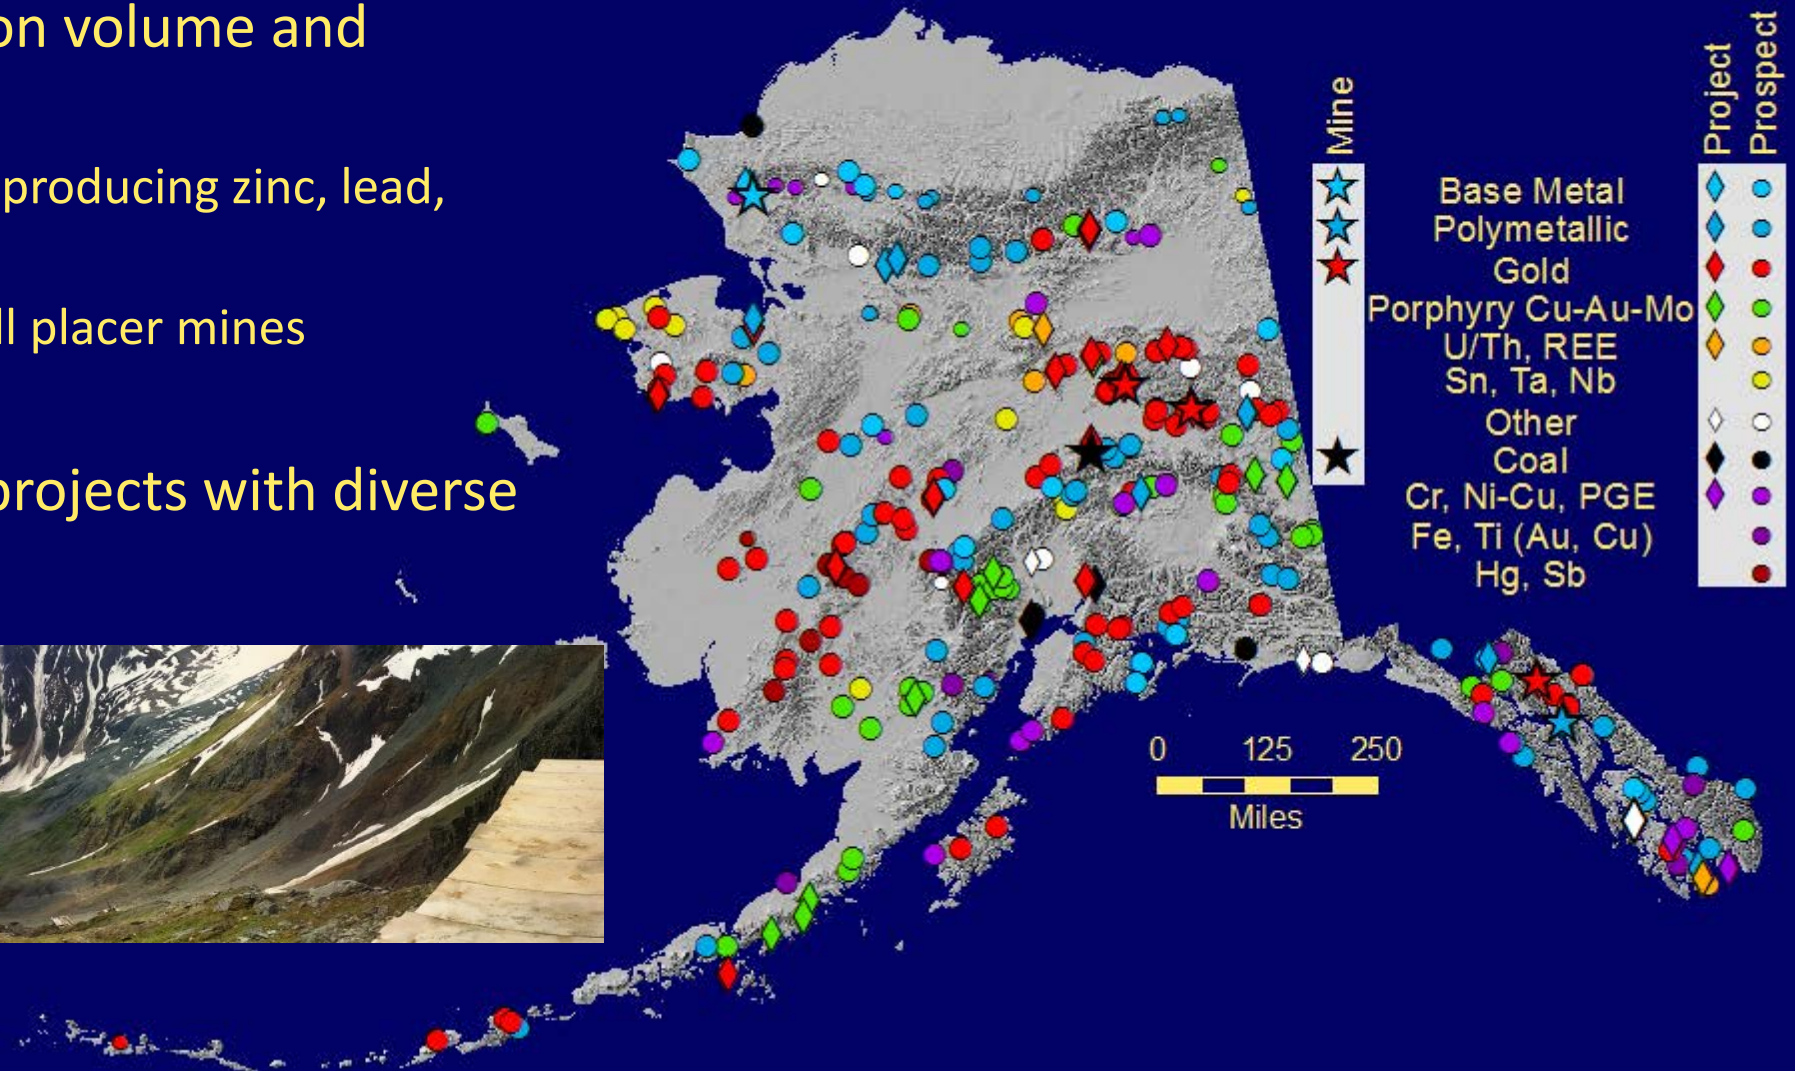 on volume and
producing zinc, lead,
ll placer mines
projects with diverse
Mine
Project
Prospect
Base Metal
Polymetallic
Gold
Porphyry Cu-Au-Mo
U/Th, REE
Sn, Ta, Nb
Other
Coal
Cr, Ni-Cu, PGE
Fe, Ti (Au, Cu)
Hg, Sb
0 125 250
Miles